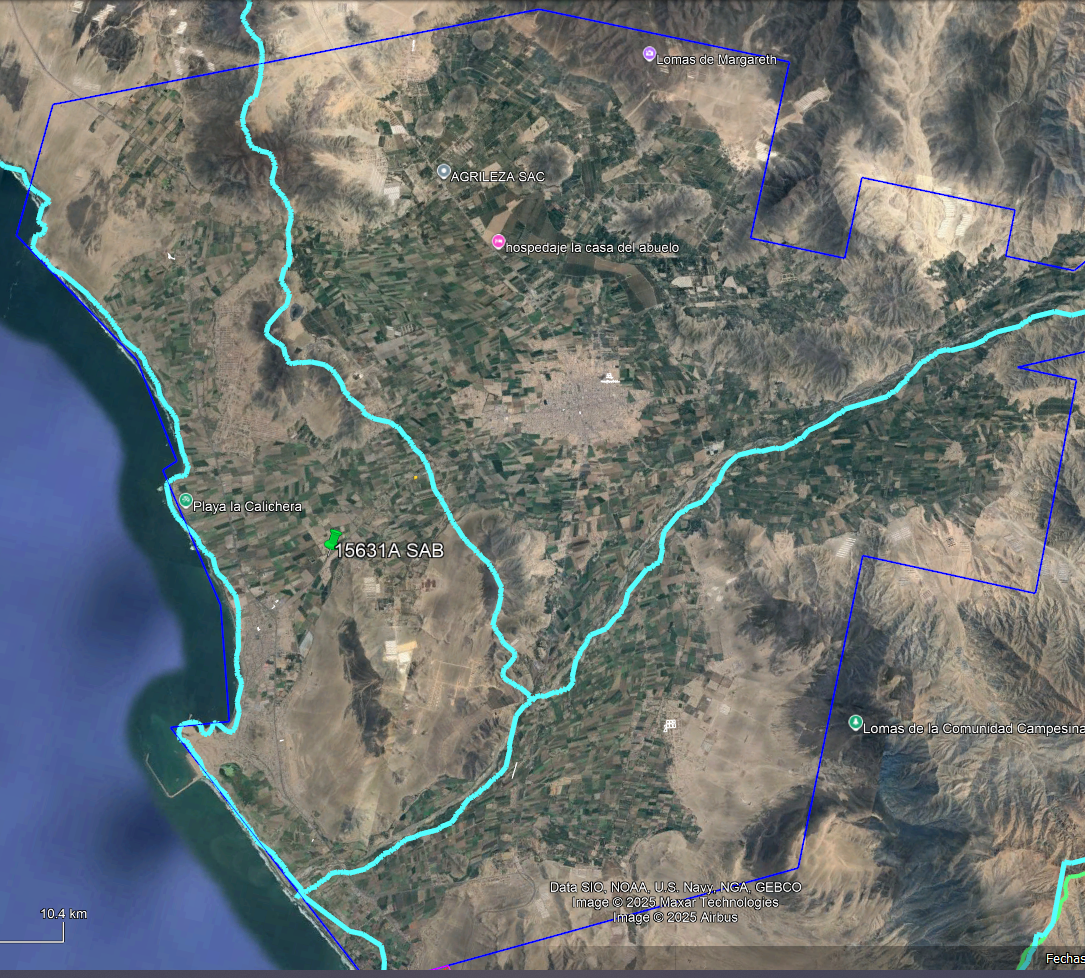 Lomas de Margareth
AGRILEZA SAC
hospedaje la casa del abuelo
Playa la Calichera
15631A SAB
Lomas de la Comunidad Campesina
Data SIO, NOAA, U.S. Navy, NGA, GEBCO
Image © 2025 Maxar Technologies
Image © 2025 Airbus
10.4 km
Fechas